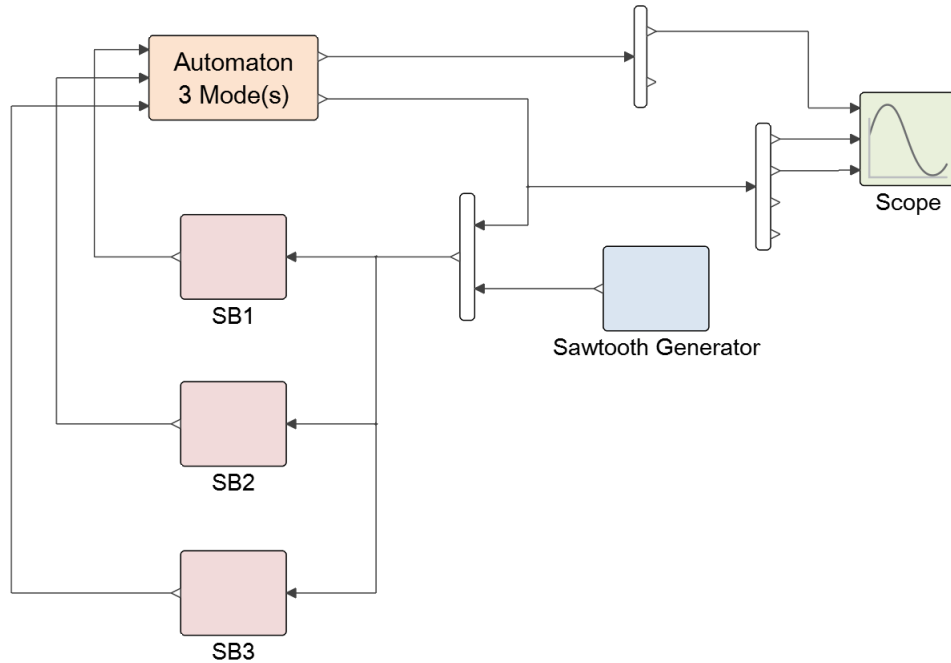 Automaton
3 Mode(s)
Scope
SB1
Sawtooth Generator
SB2
SB3